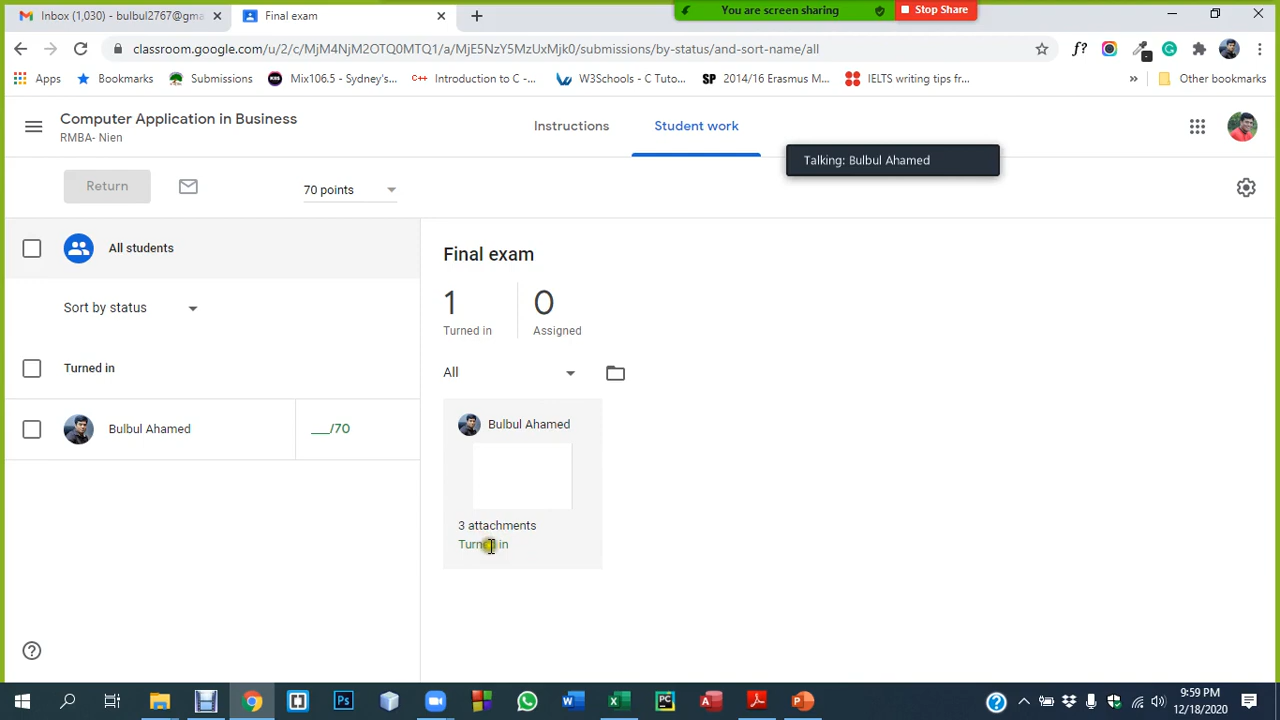 Inbox (1,030) - bulbul2767@gma
Final exam
You are screen sharing
Stop Share
classroom.google.com/u/2/c/MjM4NjM2OTQ0MTQ1/a/MjE5NzY5MzUxMjk0/submissions/by-status/and-sort-name/all
Apps
Bookmarks
Submissions
Mix106.5 - Sydney's...
Introduction to C -...
W3Schools - C Tuto...
2014/16 Erasmus M...
IELTS writing tips fr...
Other bookmarks
Computer Application in Business
RMBA- Nien
Instructions
Student work
Talking: Bulbul Ahamed
Return
70 points
All students
Sort by status
Turned in
Bulbul Ahamed
___/70
Final exam
1
0
Turned in
Assigned
All
Bulbul Ahamed
3 attachments
Turned in
9:59 PM
12/18/2020